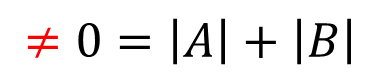 ≠ 0 = |A| + |B|